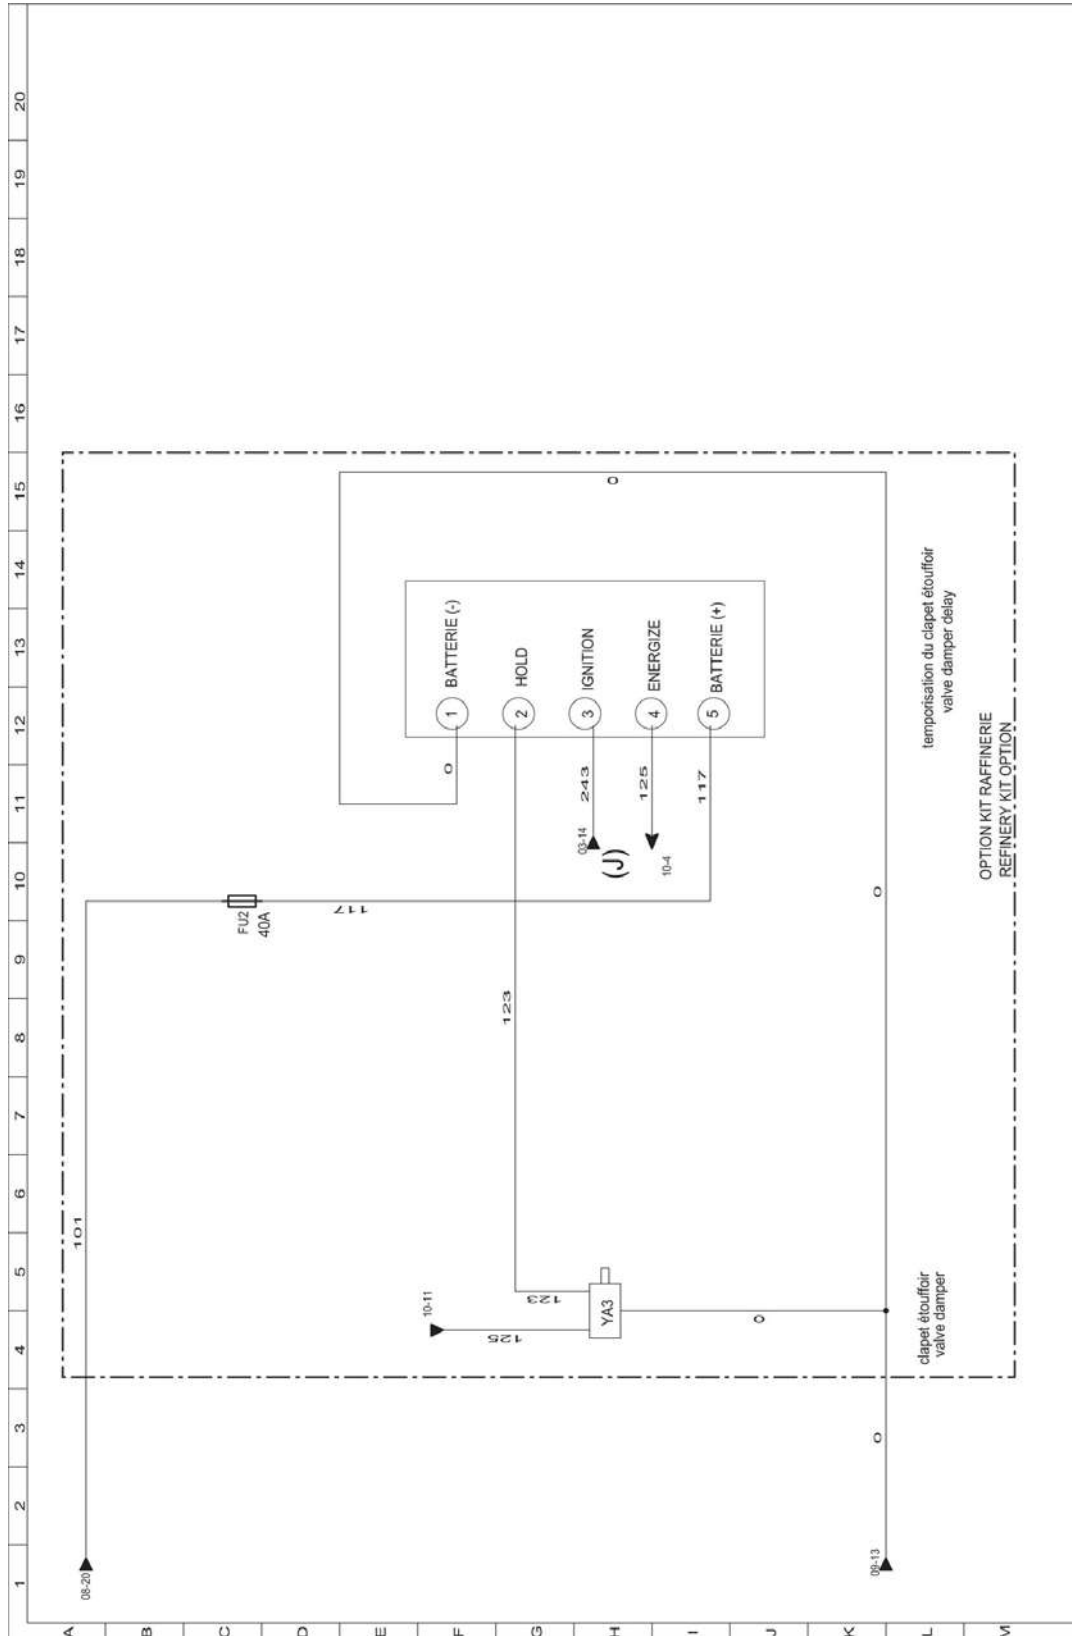 1 2 3 4 5 6 7 8 9 10 11 12 13 14 15 16 17 18 19 20
A
B
C
D
E
F
G
H
I
J
K
L
M
08-20
101
FU2
40A
117
10-11
125
123
123
YA3
0
0
09-13
0
0
0
1 BATTERIE (-)
2 HOLD
243
3 IGNITION
03-14
(J)
125
4 ENERGIZE
10-4
117
5 BATTERIE (+)
clapet étouffoir
valve damper
temporisation du clapet étouffoir
valve damper delay
OPTION KIT RAFFINERIE
REFINERY KIT OPTION